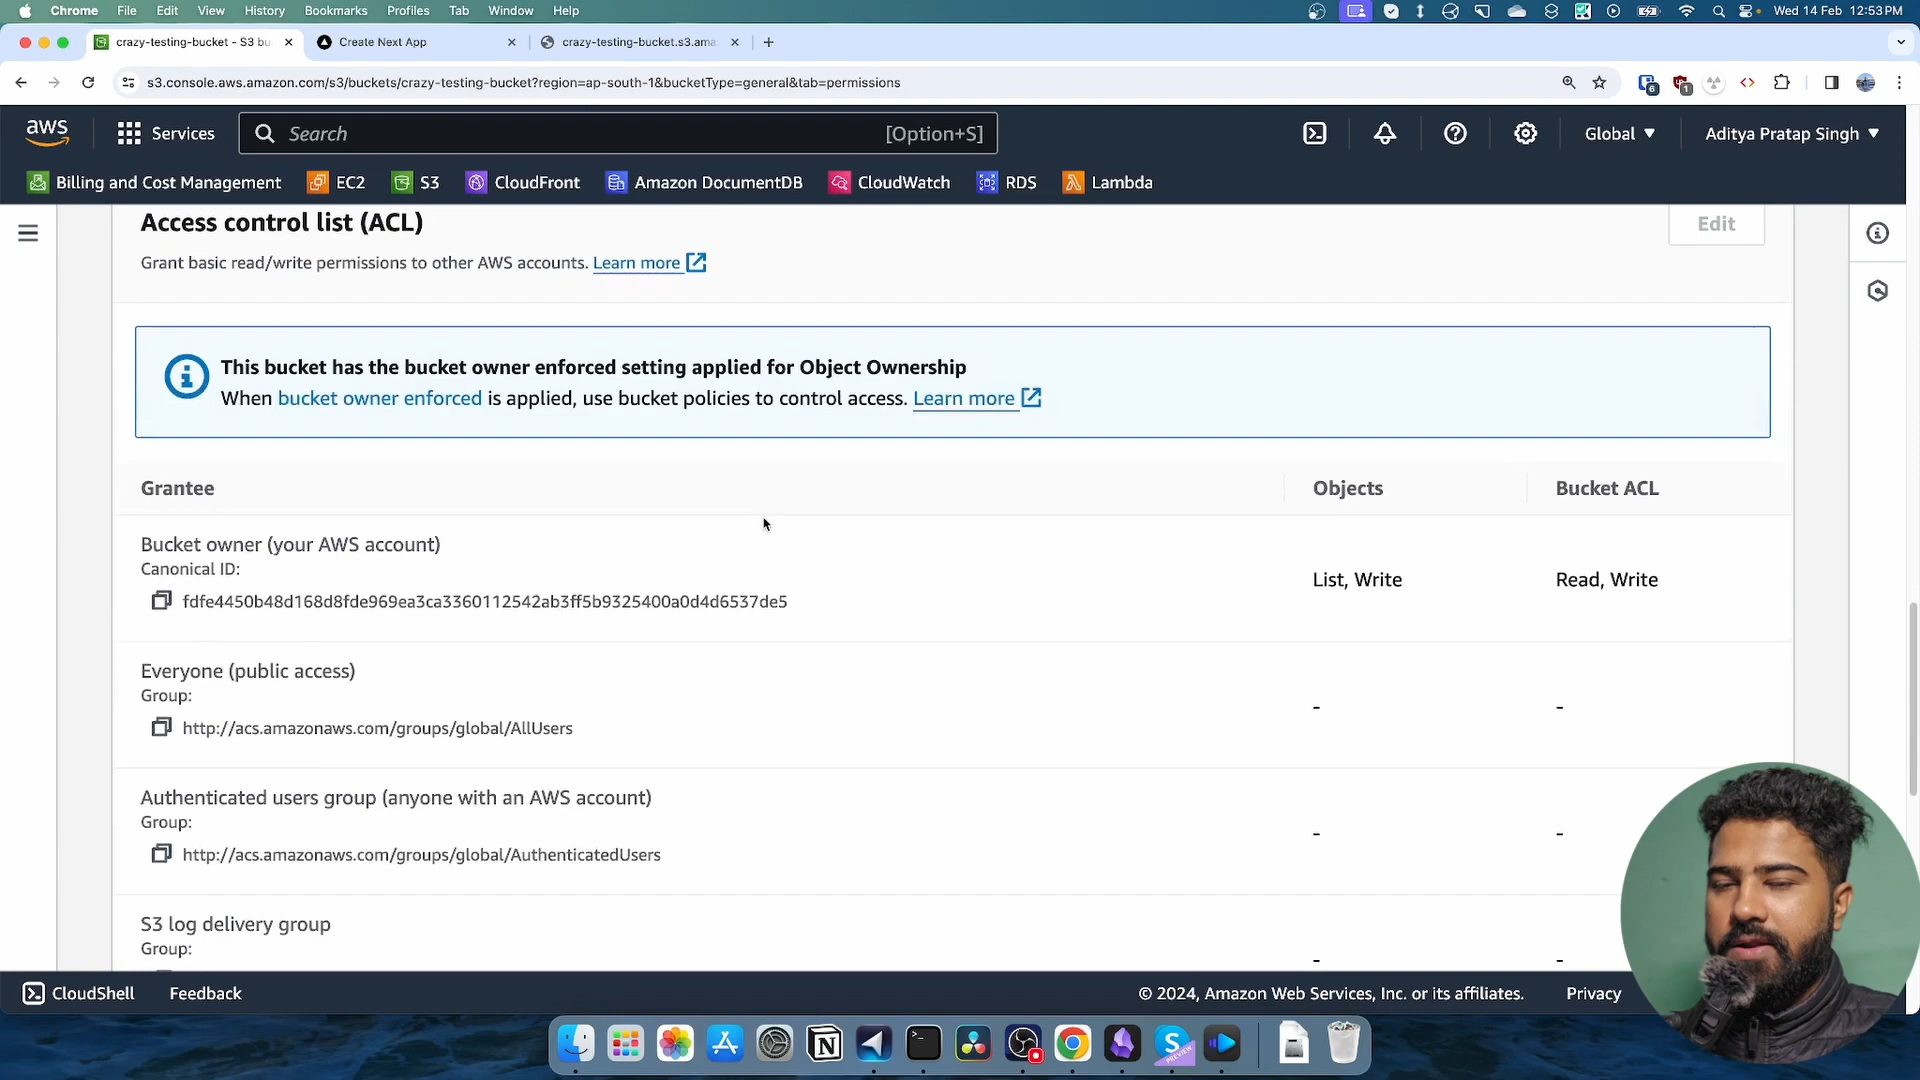 Chrome File Edit View History Bookmarks Profiles Tab Window Help Wed 14 Feb 12:53 PM
crazy-testing-bucket - S3 bu Create Next App crazy-testing-bucket.s3.ama
s3.console.aws.amazon.com/s3/buckets/crazy-testing-bucket?region=ap-south-1&bucketType=general&tab=permissions 6 1
aws Services Search [Option+S] Global Aditya Pratap Singh
Billing and Cost Management EC2 S3 CloudFront Amazon DocumentDB CloudWatch RDS Lambda
Access control list (ACL) Edit
Grant basic read/write permissions to other AWS accounts. Learn more
This bucket has the bucket owner enforced setting applied for Object Ownership
When bucket owner enforced is applied, use bucket policies to control access. Learn more
Grantee Objects Bucket ACL
Bucket owner (your AWS account)
Canonical ID:
fdfe4450b48d168d8fde969ea3ca3360112542ab3ff5b9325400a0d4d6537de5
List, Write Read, Write
Everyone (public access)
Group:
http://acs.amazonaws.com/groups/global/AllUsers
- -
Authenticated users group (anyone with an AWS account)
Group:
http://acs.amazonaws.com/groups/global/AuthenticatedUsers
- -
S3 log delivery group
Group:
- -
CloudShell Feedback © 2024, Amazon Web Services, Inc. or its affiliates. Privacy
PREVIEW